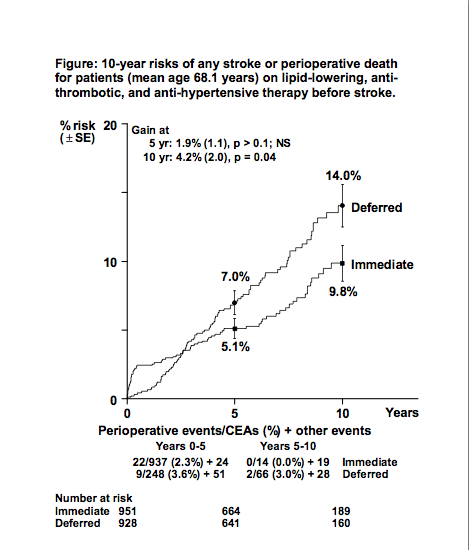 Figure: 10-year risks of any stroke or perioperative death
for patients (mean age 68.1 years) on lipid-lowering, anti-
thrombotic, and anti-hypertensive therapy before stroke.
% risk
(±SE)
20
Gain at
5 yr: 1.9% (1.1), p > 0.1; NS
10 yr: 4.2% (2.0), p = 0.04
14.0%
Deferred
10
Immediate
7.0%
9.8%
5.1%
0
0 5 10 Years
Perioperative events/CEAs (%) + other events
Years 0-5 Years 5-10
22/937 (2.3%) + 24 0/14 (0.0%) + 19 Immediate
9/248 (3.6%) + 51 2/66 (3.0%) + 28 Deferred
Number at risk
Immediate 951 664 189
Deferred 928 641 160